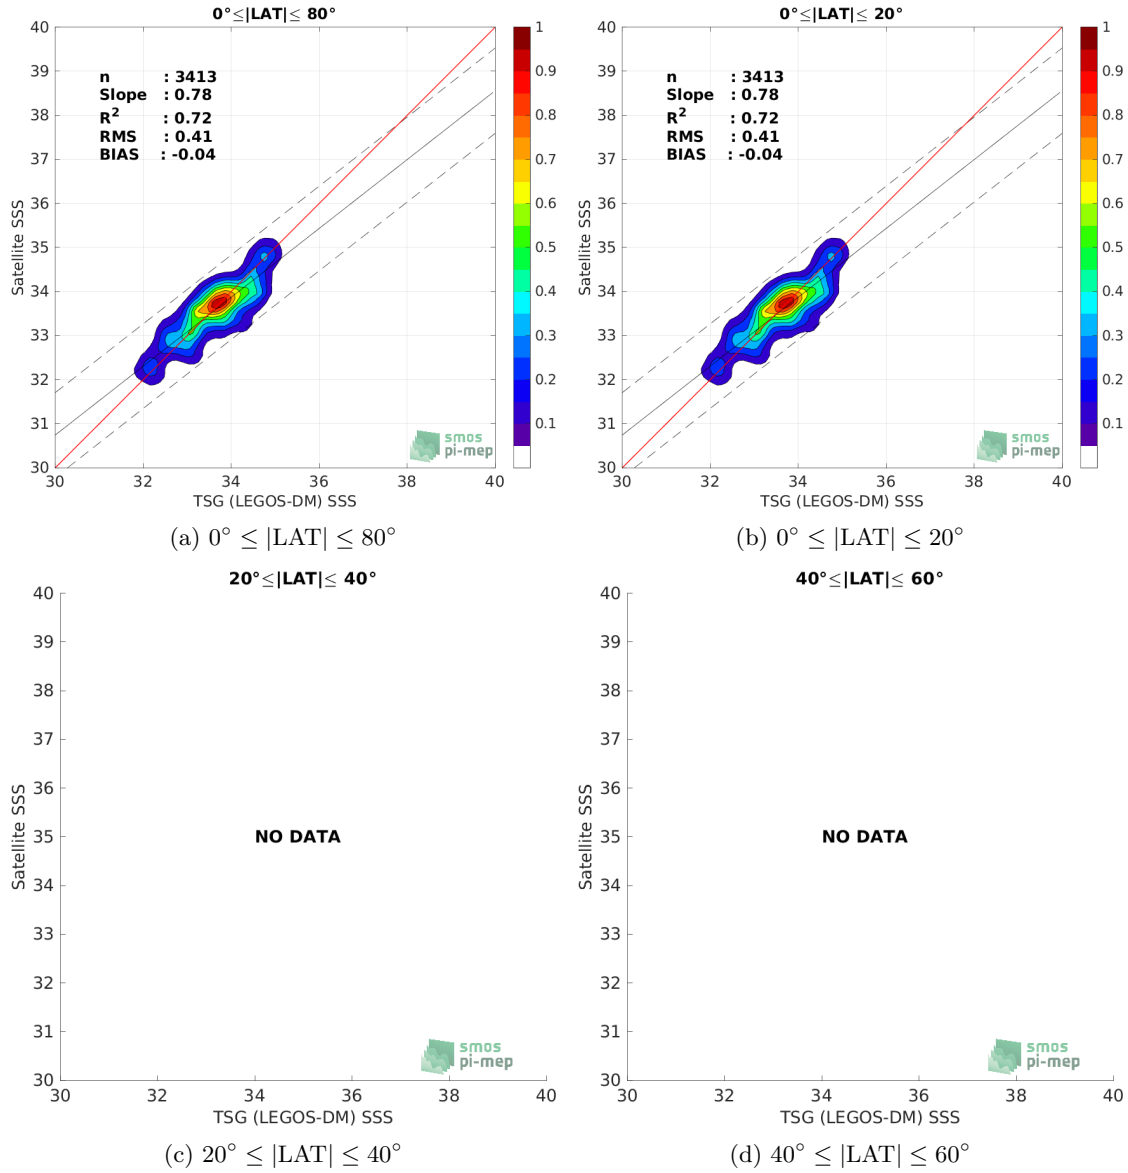 0°≤|LAT|≤ 80°
40
39
38
37
36
35
34
33
32
31
30
Satellite SSS
n : 3413
Slope : 0.78
R² : 0.72
RMS : 0.41
BIAS : -0.04
smos
pi-mep
30 32 34 36 38 40
TSG (LEGOS-DM) SSS
1
0.9
0.8
0.7
0.6
0.5
0.4
0.3
0.2
0.1
(a) 0° ≤ |LAT| ≤ 80°
0°≤|LAT|≤ 20°
40
39
38
37
36
35
34
33
32
31
30
Satellite SSS
n : 3413
Slope : 0.78
R² : 0.72
RMS : 0.41
BIAS : -0.04
smos
pi-mep
30 32 34 36 38 40
TSG (LEGOS-DM) SSS
1
0.9
0.8
0.7
0.6
0.5
0.4
0.3
0.2
0.1
(b) 0° ≤ |LAT| ≤ 20°
20°≤|LAT|≤ 40°
40
39
38
37
36
35
34
33
32
31
30
Satellite SSS
NO DATA
smos
pi-mep
30 32 34 36 38 40
TSG (LEGOS-DM) SSS
(c) 20° ≤ |LAT| ≤ 40°
40°≤|LAT|≤ 60°
40
39
38
37
36
35
34
33
32
31
30
Satellite SSS
NO DATA
smos
pi-mep
30 32 34 36 38 40
TSG (LEGOS-DM) SSS
(d) 40° ≤ |LAT| ≤ 60°